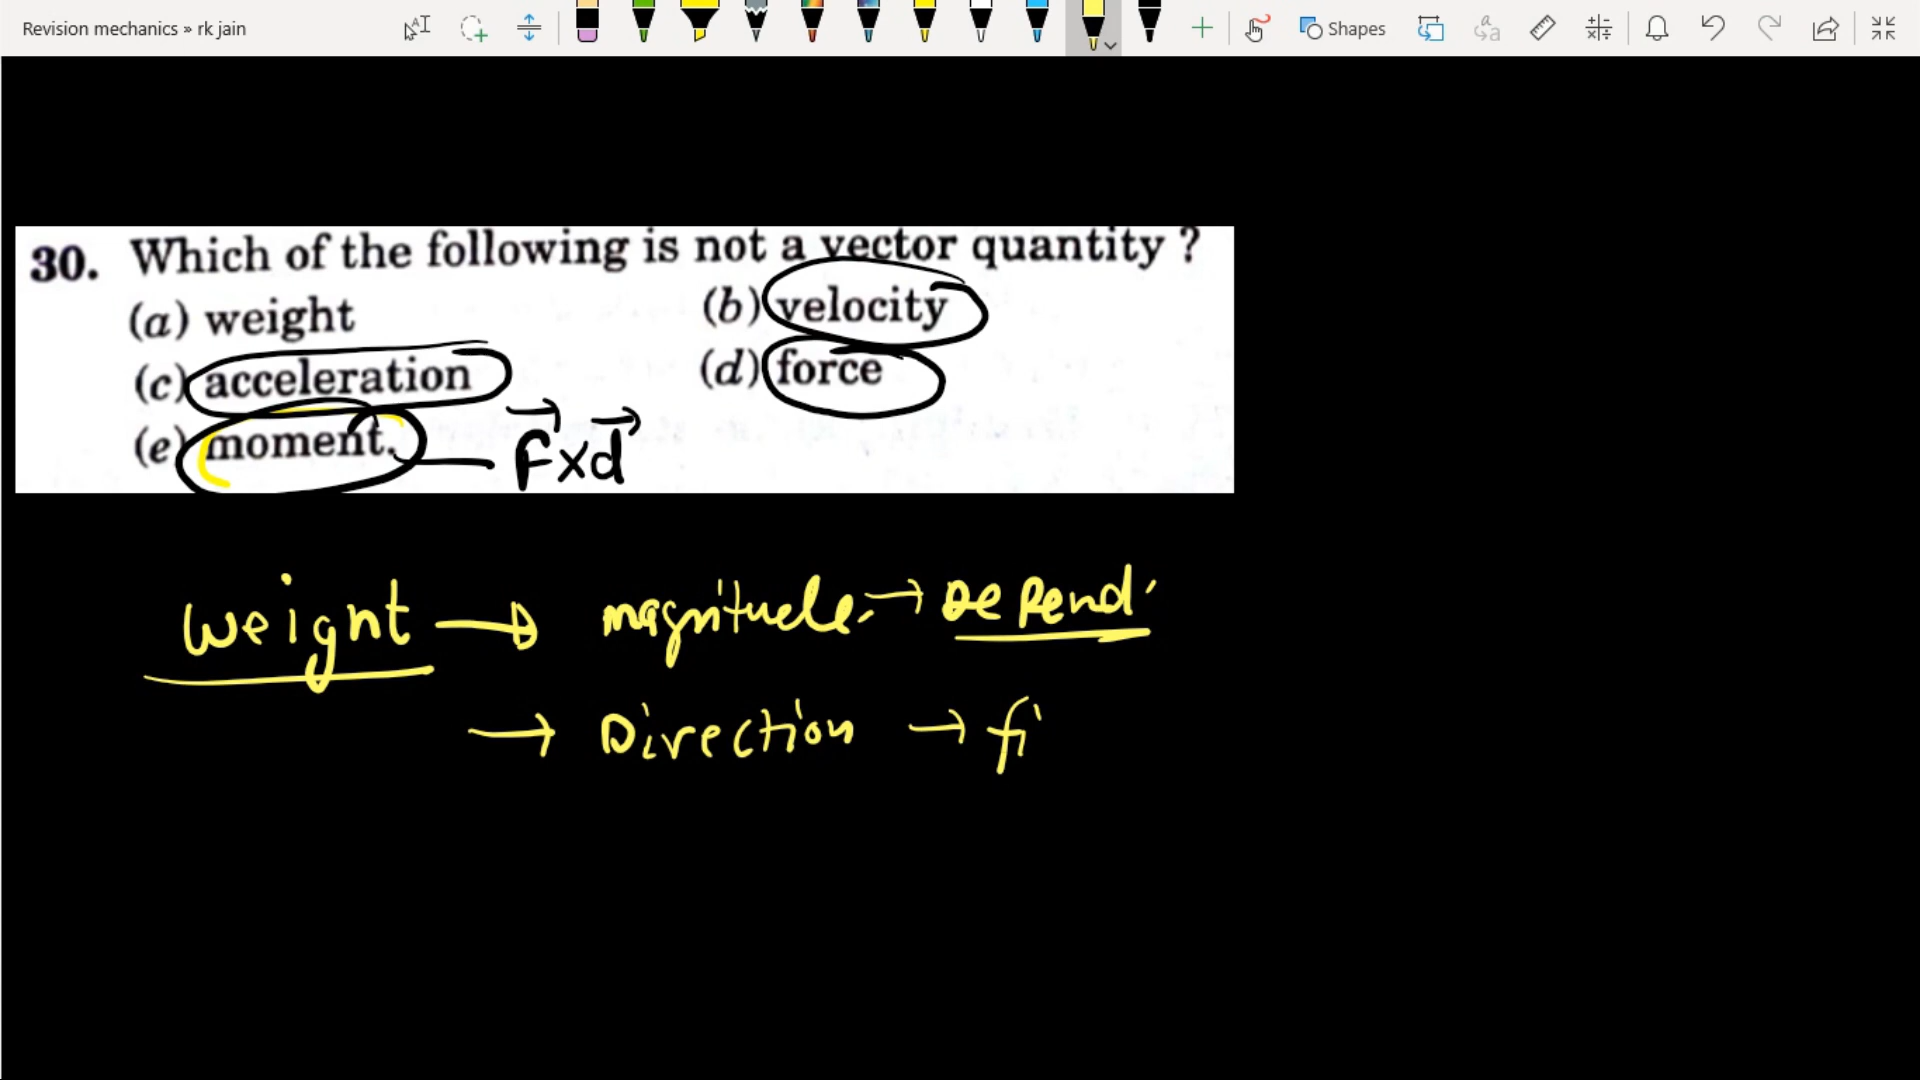 Revision mechanics » rk jain
Shapes
30. Which of the following is not a vector quantity ?
(a) weight (b) velocity
(c) acceleration (d) force
(e) moment. F×d
weight → magnitude. → Depend
→ Direction → fi